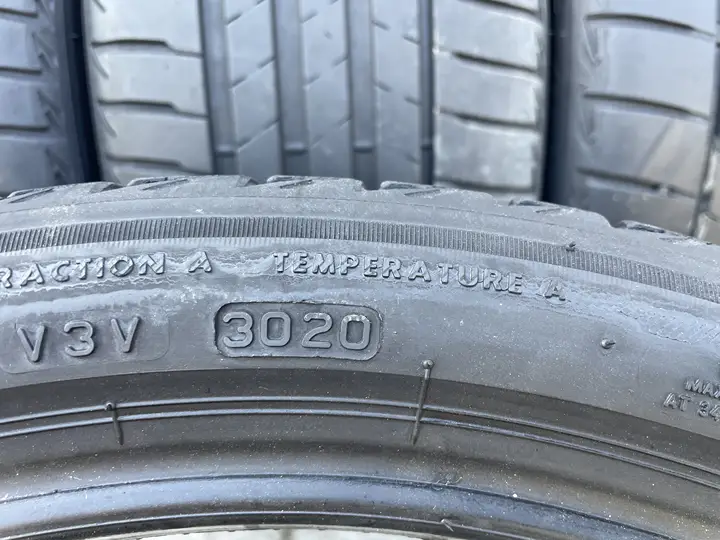 RACTION A TEMPERATURE A
V3V 3020
MAX
AT 34